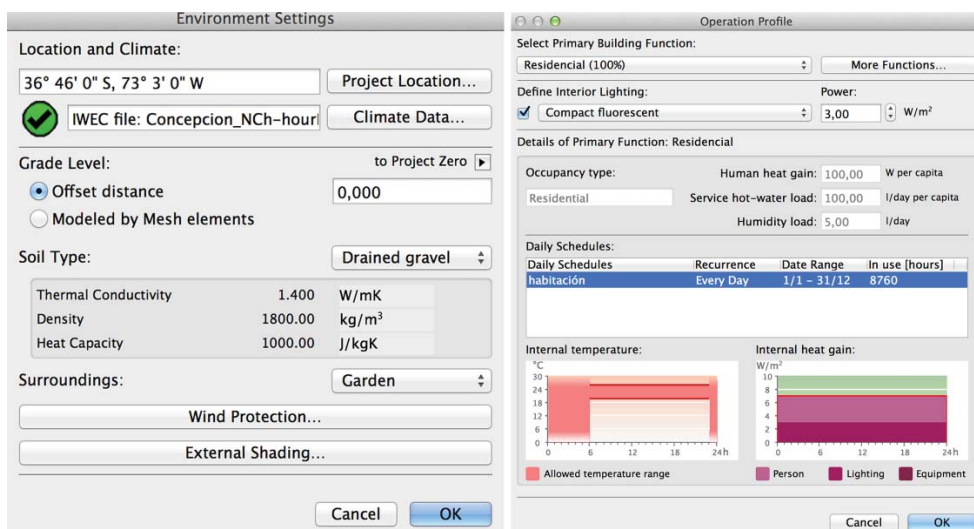 Environment Settings
Location and Climate:
36° 46' 0" S, 73° 3' 0" W
Project Location...
IWEC file: Concepcion_NCh-hourl
Climate Data...
Grade Level:
to Project Zero
Offset distance
0,000
Modeled by Mesh elements
Soil Type:
Drained gravel
Thermal Conductivity 1.400 W/mK
Density 1800.00 kg/m³
Heat Capacity 1000.00 J/kgK
Surroundings:
Garden
Wind Protection...
External Shading...
Cancel
OK
Operation Profile
Select Primary Building Function:
Residencial (100%)
More Functions...
Define Interior Lighting:
Power:
Compact fluorescent
3,00 W/m²
Details of Primary Function: Residencial
Occupancy type:
Residential
Human heat gain: 100,00 W per capita
Service hot-water load: 100,00 l/day per capita
Humidity load: 5,00 l/day
Daily Schedules:
Daily Schedules Recurrence Date Range In use [hours]
habitación Every Day 1/1 - 31/12 8760
Internal temperature:
°C
30
24
18
12
6
0
0 6 12 18 24h
Allowed temperature range
Internal heat gain:
W/m²
10
8
6
4
2
0
0 6 12 18 24h
Person Lighting Equipment
Cancel
OK